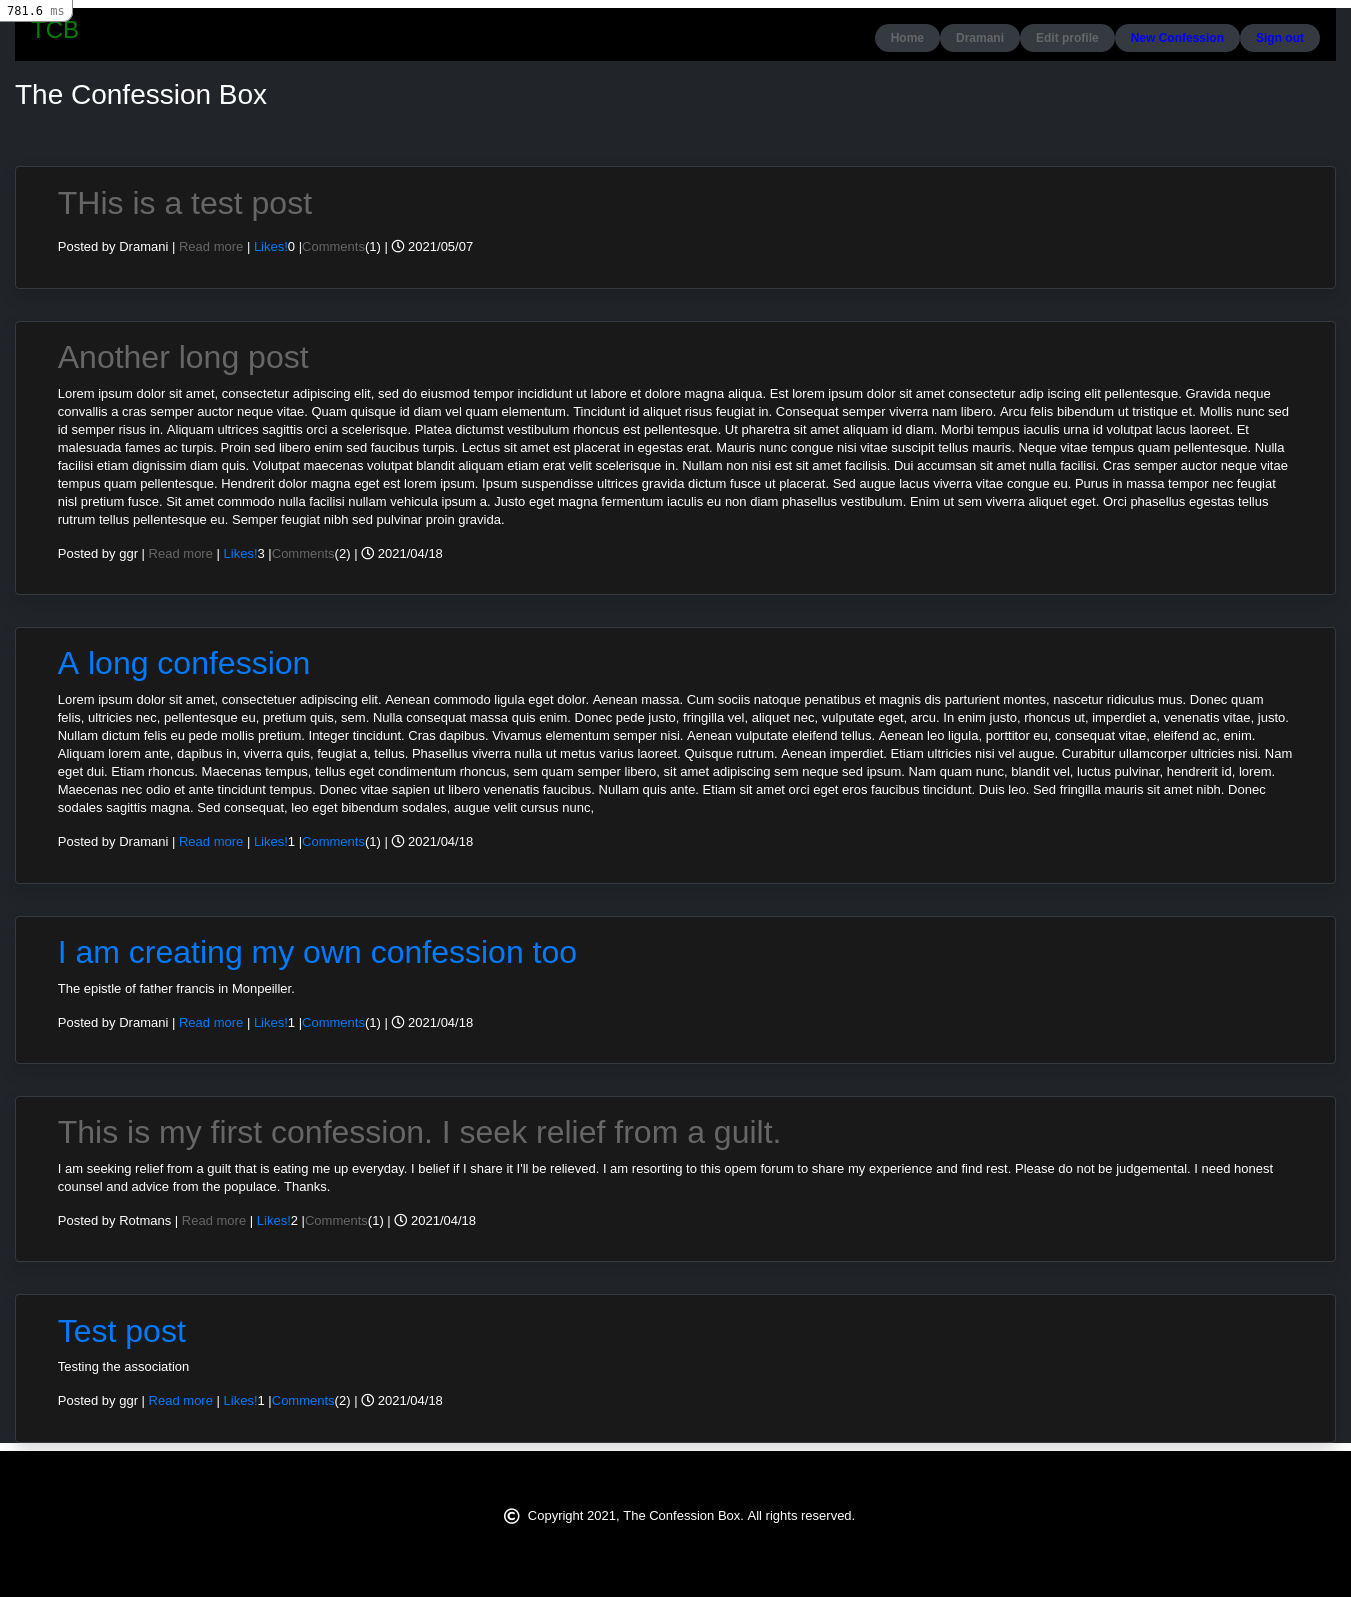 781.6 ms
TCB
Home Dramani Edit profile New Confession Sign out
The Confession Box
THis is a test post
Posted by Dramani | Read more | Likes!0 |Comments(1) | 2021/05/07
Another long post
Lorem ipsum dolor sit amet, consectetur adipiscing elit, sed do eiusmod tempor incididunt ut labore et dolore magna aliqua. Est lorem ipsum dolor sit amet consectetur adip iscing elit pellentesque. Gravida neque
convallis a cras semper auctor neque vitae. Quam quisque id diam vel quam elementum. Tincidunt id aliquet risus feugiat in. Consequat semper viverra nam libero. Arcu felis bibendum ut tristique et. Mollis nunc sed
id semper risus in. Aliquam ultrices sagittis orci a scelerisque. Platea dictumst vestibulum rhoncus est pellentesque. Ut pharetra sit amet aliquam id diam. Morbi tempus iaculis urna id volutpat lacus laoreet. Et
malesuada fames ac turpis. Proin sed libero enim sed faucibus turpis. Lectus sit amet est placerat in egestas erat. Mauris nunc congue nisi vitae suscipit tellus mauris. Neque vitae tempus quam pellentesque. Nulla
facilisi etiam dignissim diam quis. Volutpat maecenas volutpat blandit aliquam etiam erat velit scelerisque in. Nullam non nisi est sit amet facilisis. Dui accumsan sit amet nulla facilisi. Cras semper auctor neque vitae
tempus quam pellentesque. Hendrerit dolor magna eget est lorem ipsum. Ipsum suspendisse ultrices gravida dictum fusce ut placerat. Sed augue lacus viverra vitae congue eu. Purus in massa tempor nec feugiat
nisl pretium fusce. Sit amet commodo nulla facilisi nullam vehicula ipsum a. Justo eget magna fermentum iaculis eu non diam phasellus vestibulum. Enim ut sem viverra aliquet eget. Orci phasellus egestas tellus
rutrum tellus pellentesque eu. Semper feugiat nibh sed pulvinar proin gravida.
Posted by ggr | Read more | Likes!3 |Comments(2) | 2021/04/18
A long confession
Lorem ipsum dolor sit amet, consectetuer adipiscing elit. Aenean commodo ligula eget dolor. Aenean massa. Cum sociis natoque penatibus et magnis dis parturient montes, nascetur ridiculus mus. Donec quam
felis, ultricies nec, pellentesque eu, pretium quis, sem. Nulla consequat massa quis enim. Donec pede justo, fringilla vel, aliquet nec, vulputate eget, arcu. In enim justo, rhoncus ut, imperdiet a, venenatis vitae, justo.
Nullam dictum felis eu pede mollis pretium. Integer tincidunt. Cras dapibus. Vivamus elementum semper nisi. Aenean vulputate eleifend tellus. Aenean leo ligula, porttitor eu, consequat vitae, eleifend ac, enim.
Aliquam lorem ante, dapibus in, viverra quis, feugiat a, tellus. Phasellus viverra nulla ut metus varius laoreet. Quisque rutrum. Aenean imperdiet. Etiam ultricies nisi vel augue. Curabitur ullamcorper ultricies nisi. Nam
eget dui. Etiam rhoncus. Maecenas tempus, tellus eget condimentum rhoncus, sem quam semper libero, sit amet adipiscing sem neque sed ipsum. Nam quam nunc, blandit vel, luctus pulvinar, hendrerit id, lorem.
Maecenas nec odio et ante tincidunt tempus. Donec vitae sapien ut libero venenatis faucibus. Nullam quis ante. Etiam sit amet orci eget eros faucibus tincidunt. Duis leo. Sed fringilla mauris sit amet nibh. Donec
sodales sagittis magna. Sed consequat, leo eget bibendum sodales, augue velit cursus nunc,
Posted by Dramani | Read more | Likes!1 |Comments(1) | 2021/04/18
I am creating my own confession too
The epistle of father francis in Monpeiller.
Posted by Dramani | Read more | Likes!1 |Comments(1) | 2021/04/18
This is my first confession. I seek relief from a guilt.
I am seeking relief from a guilt that is eating me up everyday. I belief if I share it I'll be relieved. I am resorting to this opem forum to share my experience and find rest. Please do not be judgemental. I need honest
counsel and advice from the populace. Thanks.
Posted by Rotmans | Read more | Likes!2 |Comments(1) | 2021/04/18
Test post
Testing the association
Posted by ggr | Read more | Likes!1 |Comments(2) | 2021/04/18
© Copyright 2021, The Confession Box. All rights reserved.